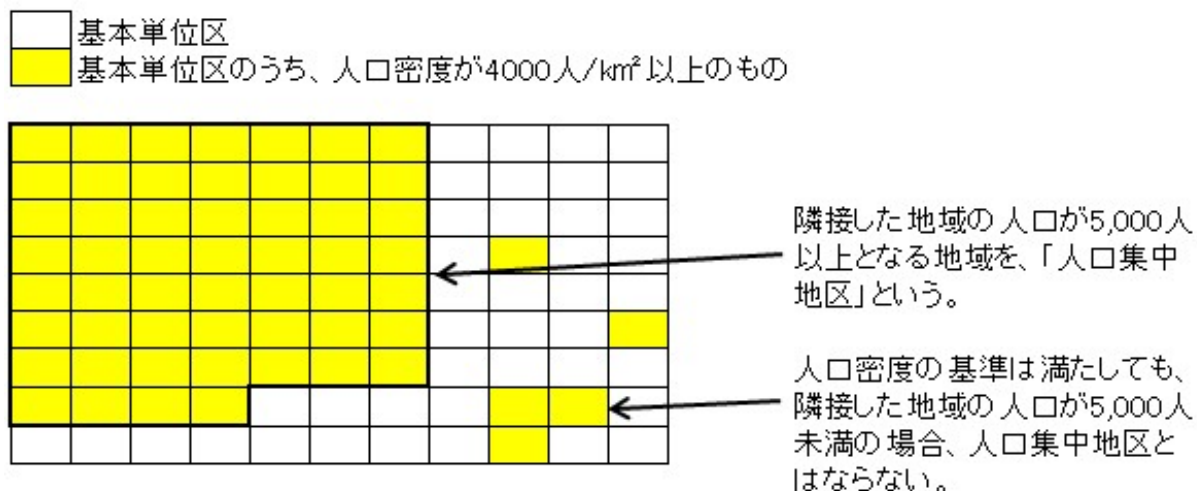 基本単位区
基本単位区のうち、人口密度が4000人/km²以上のもの
隣接した地域の人口が5,000人
以上となる地域を、「人口集中
地区」という。
人口密度の基準は満たしても、
隣接した地域の人口が5,000人
未満の場合、人口集中地区と
はならない。